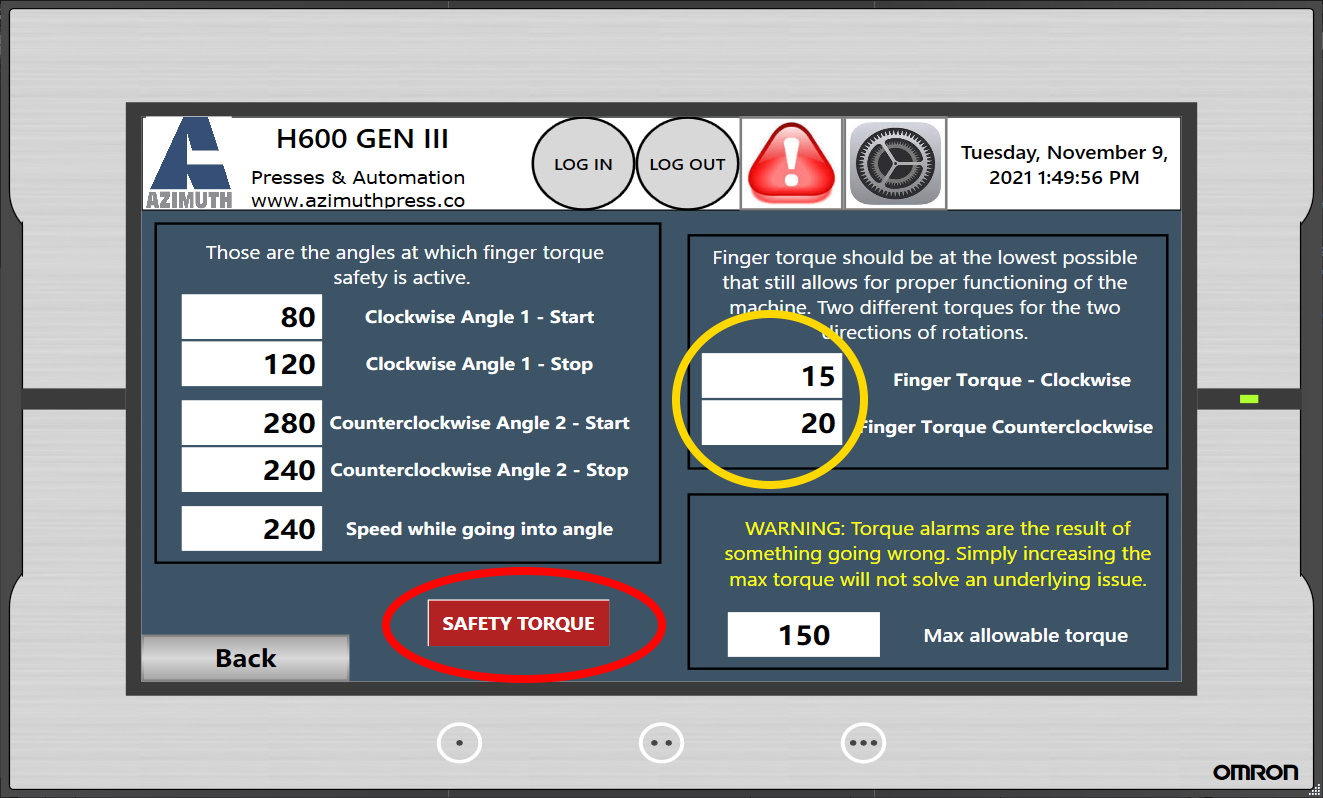 AZIMUTH
H600 GEN III
Presses & Automation
www.azimuthpress.co
LOG IN
LOG OUT
Tuesday, November 9,
2021 1:49:56 PM
Those are the angles at which finger torque
safety is active.
80 Clockwise Angle 1 - Start
120 Clockwise Angle 1 - Stop
280 Counterclockwise Angle 2 - Start
240 Counterclockwise Angle 2 - Stop
240 Speed while going into angle
SAFETY TORQUE
Back
Finger torque should be at the lowest possible
that still allows for proper functioning of the
machine. Two different torques for the two
directions of rotations.
15 Finger Torque - Clockwise
20 Finger Torque Counterclockwise
WARNING: Torque alarms are the result of
something going wrong. Simply increasing the
max torque will not solve an underlying issue.
150 Max allowable torque
OMRON